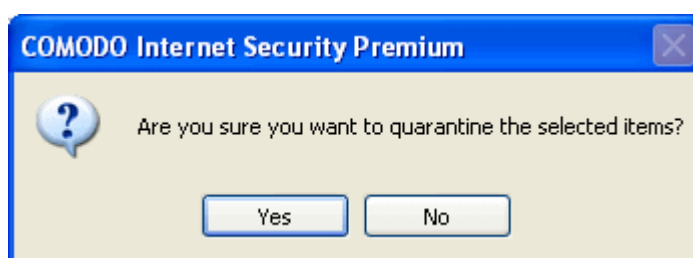 COMODO Internet Security Premium
Are you sure you want to quarantine the selected items?
Yes No